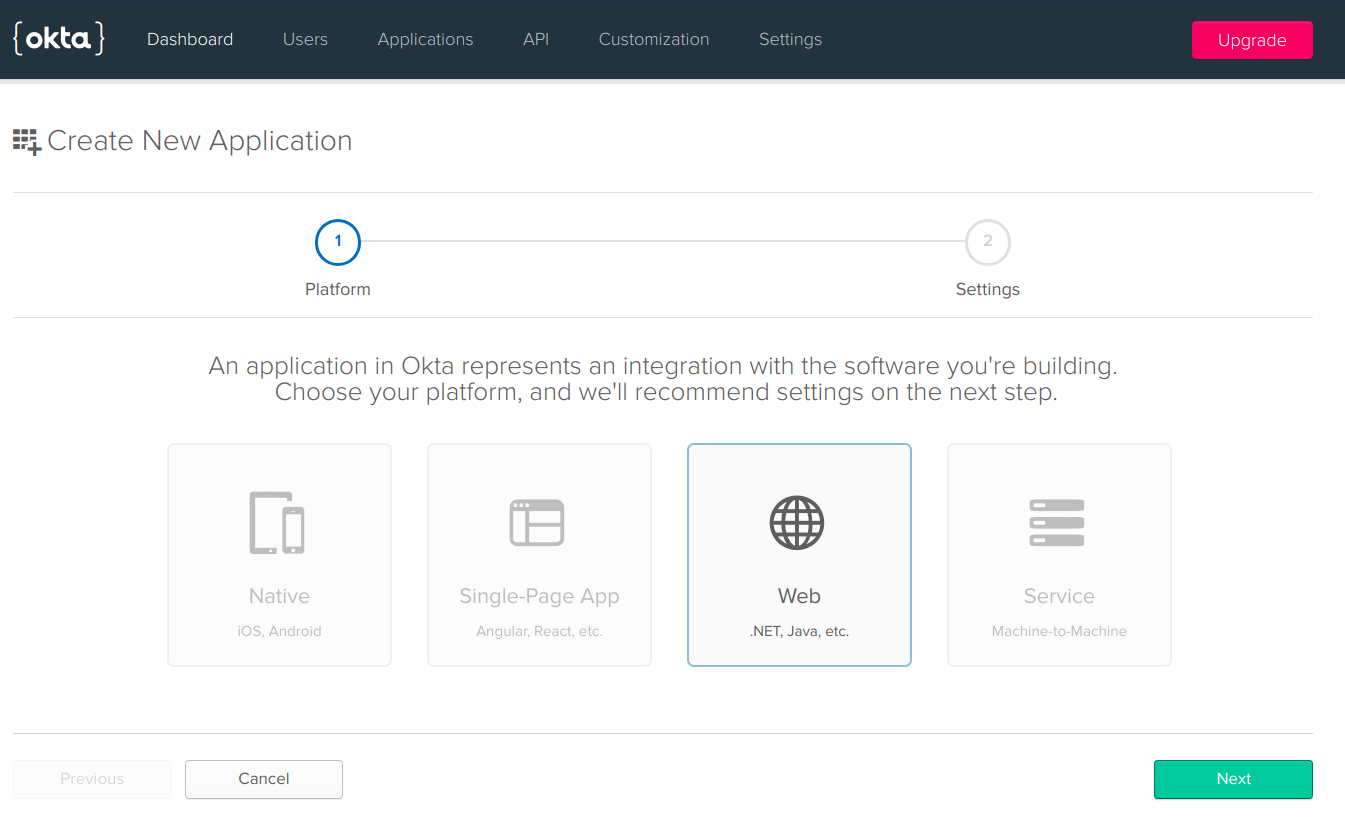 {okta}
Dashboard Users Applications API Customization Settings Upgrade
Create New Application
1 2
Platform Settings
An application in Okta represents an integration with the software you're building.
Choose your platform, and we'll recommend settings on the next step.
Native Single-Page App Web Service
iOS, Android Angular, React, etc. .NET, Java, etc. Machine-to-Machine
Previous Cancel Next